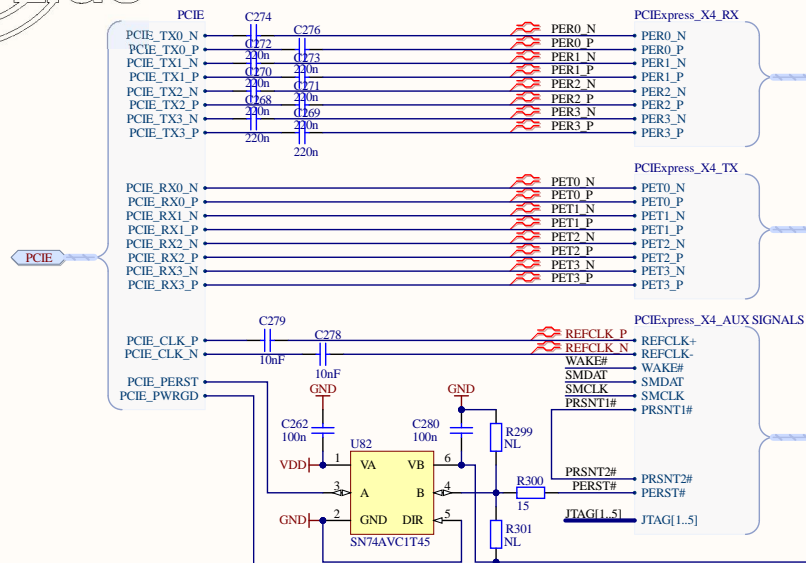 PCIE
C274
PCIExpress_X4_RX
PCIE_TX0_N
C276
PER0_N
PER0_N
PCIE_TX0_P
C272
PER0_P
PER0_P
PCIE_TX1_N
220n
C273
PER1_N
PER1_N
PCIE_TX1_P
C270
220n
PER1_P
PER1_P
PCIE_TX2_N
220n
C271
PER2_N
PER2_N
PCIE_TX2_P
C268
220n
PER2_P
PER2_P
PCIE_TX3_N
220n
C269
PER3_N
PER3_N
PCIE_TX3_P
220n
220n
PER3_P
PER3_P
220n
PCIExpress_X4_TX
PCIE_RX0_N
PET0_N
PET0_N
PCIE_RX0_P
PET0_P
PET0_P
PCIE_RX1_N
PET1_N
PET1_N
PCIE_RX1_P
PET1_P
PET1_P
PCIE_RX2_N
PET2_N
PET2_N
PCIE_RX2_P
PET2_P
PET2_P
PCIE_RX3_N
PET3_N
PET3_N
PCIE_RX3_P
PET3_P
PET3_P
PCIE
C279
PCIExpress_X4_AUX SIGNALS
PCIE_CLK_P
C278
REFCLK_P
REFCLK+
PCIE_CLK_N
10nF
REFCLK_N
REFCLK-
10nF
WAKE#
WAKE#
PCIE_PERST
SMDAT
SMDAT
PCIE_PWRGD
GND
GND
SMCLK
SMCLK
PRSNT1#
PRSNT1#
C262
100n
C280
100n
R299
NL
U82
VDD
1
VA
VB
6
PRSNT2#
PRSNT2#
3
A
B
4
R300
15
PERST#
PERST#
GND
2
GND
DIR
5
JTAG[1..5]
JTAG[1..5]
R301
NL
SN74AVC1T45